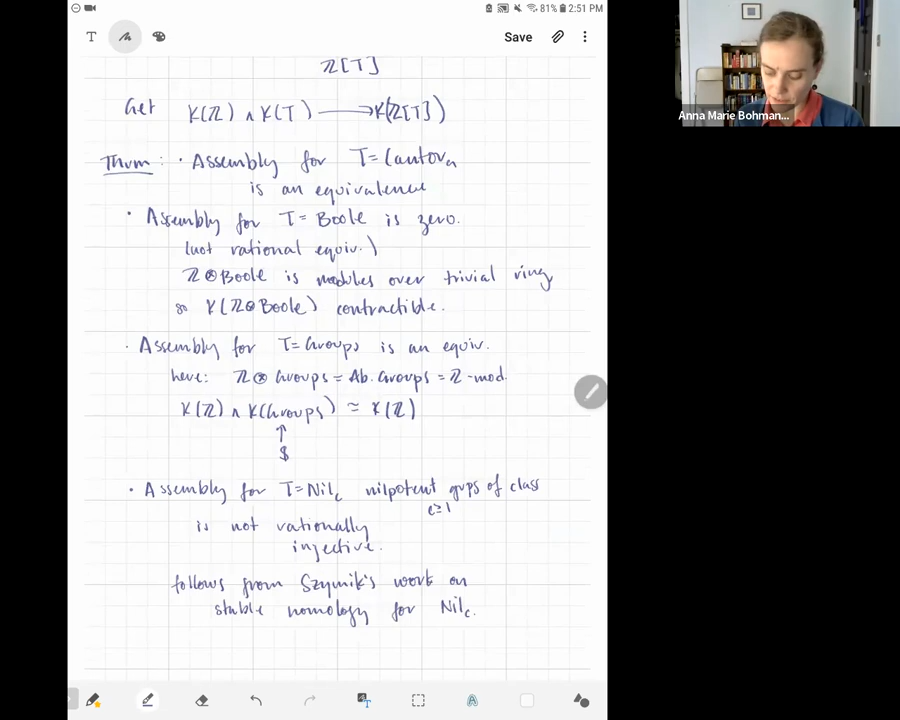 81% 2:51 PM
T Save
Z[T]
Get K(Z) ∧ K(T) ⟶ K(Z[T])
Thm: · Assembly for T = Cantora
is an equivalence
· Assembly for T = Boole is zero.
(not rational equiv.)
Z⊗Boole is modules over trivial ring
so K(Z⊗Boole) contractible.
· Assembly for T = Groups is an equiv.
here: Z⊗Groups = Ab. Groups = Z-mod.
K(Z) ∧ K(Groups) ≃ K(Z)
↑
$
· Assembly for T = Nilc nilpotent grps of class
c≥1
is not rationally
injective.
follows from Szymik's work on
stable homology for Nilc.
Anna Marie Bohman...